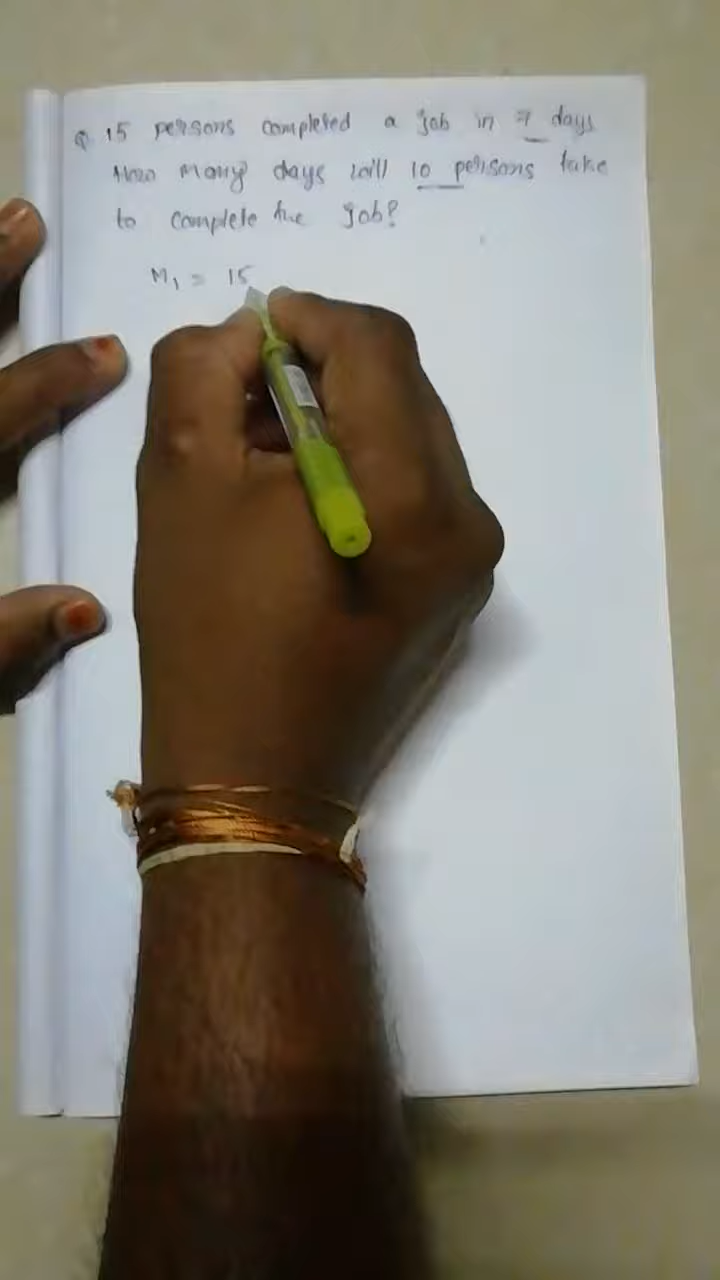 Q. 15 persons completed a job in 7 days
How many days will 10 persons take
to complete the job?
M1 = 15